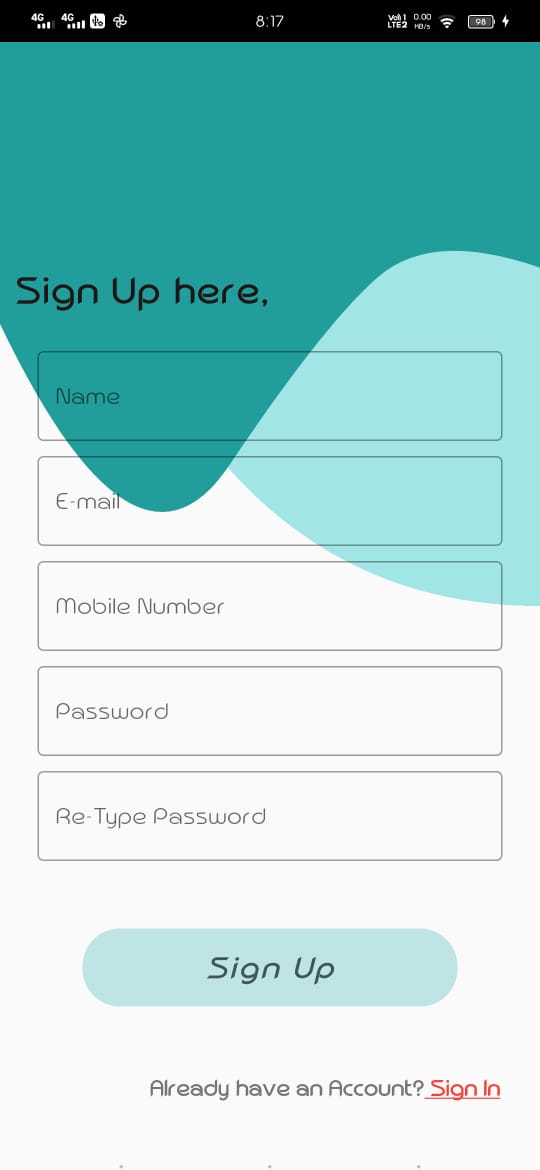 4G 4G 8:17 Vo) 1 LTE2 0.00 KB/s 98
Sign Up here,
Name
E-mail
Mobile Number
Password
Re-Type Password
Sign Up
Already have an Account? Sign In